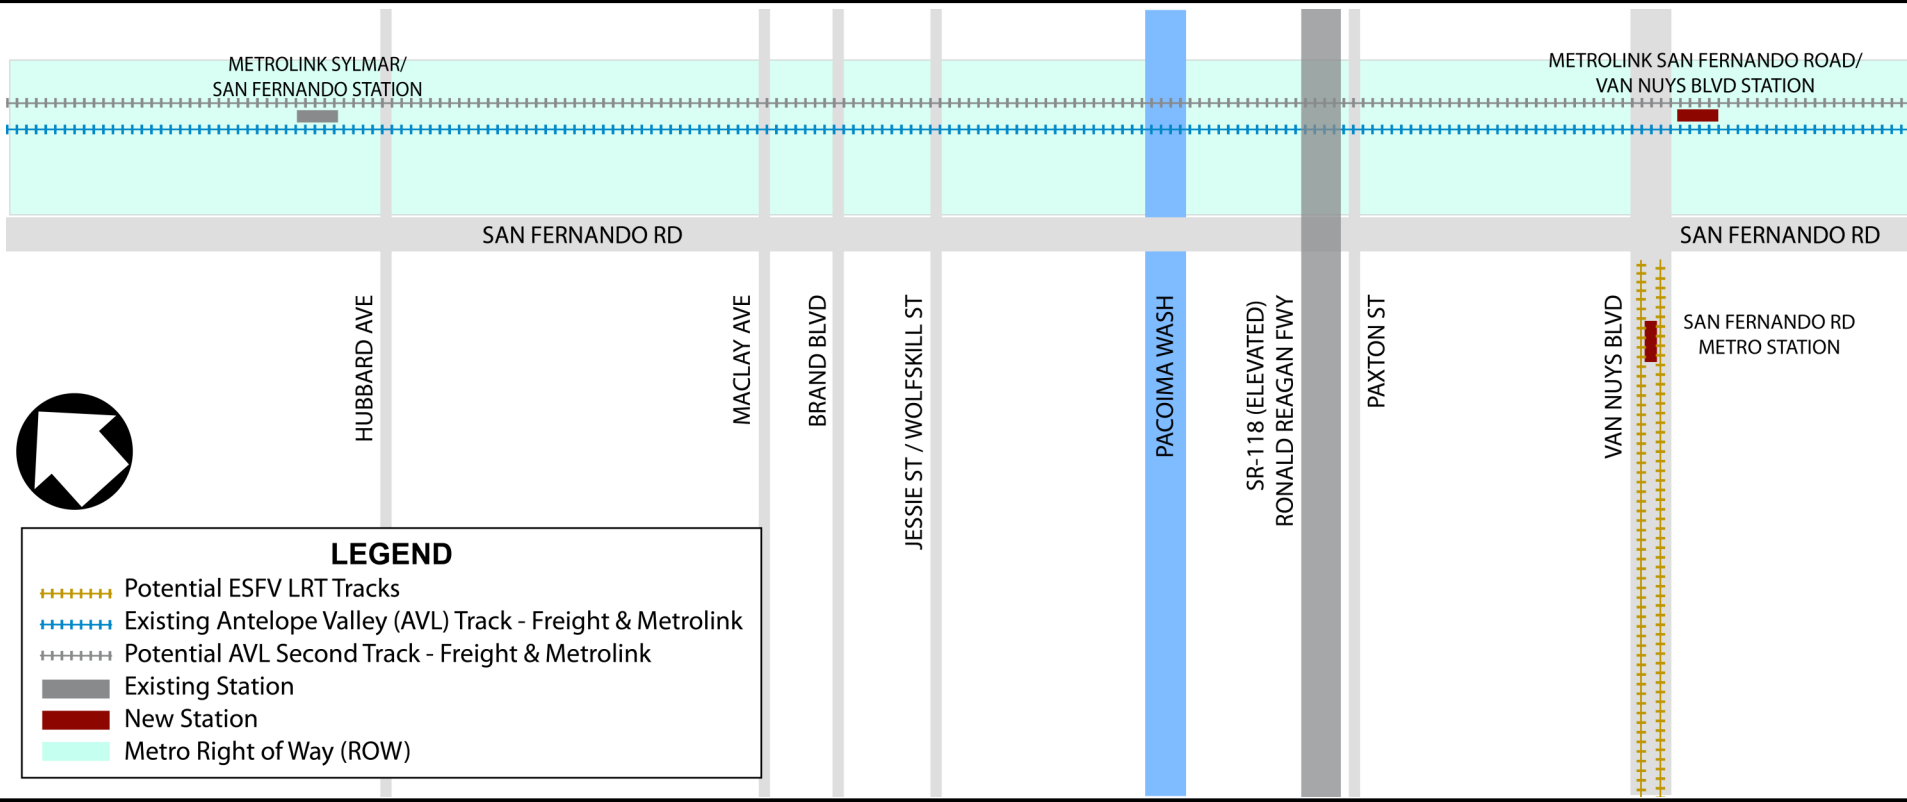 METROLINK SYLMAR/
SAN FERNANDO STATION
METROLINK SAN FERNANDO ROAD/
VAN NUYS BLVD STATION
SAN FERNANDO RD
SAN FERNANDO RD
HUBBARD AVE
MACLAY AVE
BRAND BLVD
JESSIE ST / WOLFSKILL ST
PACOIMA WASH
SR-118 (ELEVATED)
RONALD REAGAN FWY
PAXTON ST
VAN NUYS BLVD
SAN FERNANDO RD
METRO STATION
LEGEND
Potential ESFV LRT Tracks
Existing Antelope Valley (AVL) Track - Freight & Metrolink
Potential AVL Second Track - Freight & Metrolink
Existing Station
New Station
Metro Right of Way (ROW)